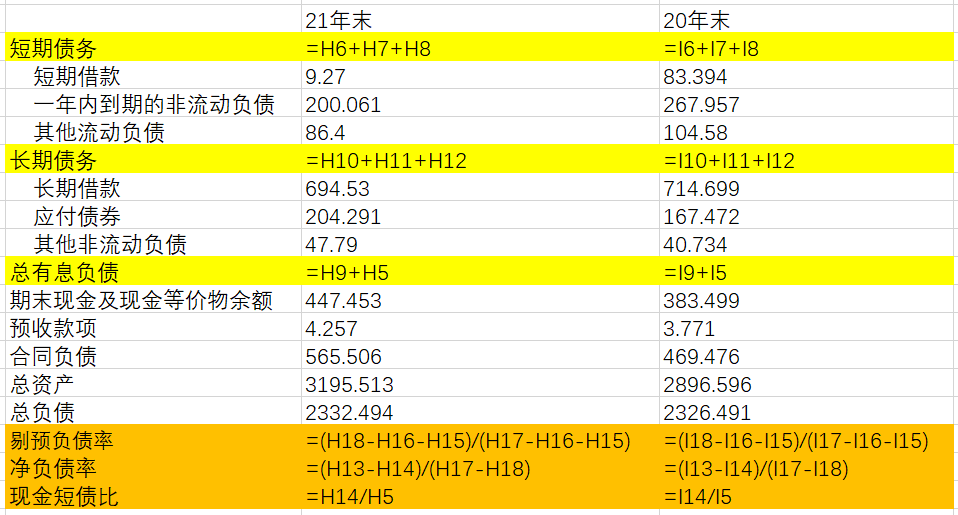 21年末 20年末
短期债务 =H6+H7+H8 =I6+I7+I8
短期借款 9.27 83.394
一年内到期的非流动负债 200.061 267.957
其他流动负债 86.4 104.58
长期债务 =H10+H11+H12 =I10+I11+I12
长期借款 694.53 714.699
应付债券 204.291 167.472
其他非流动负债 47.79 40.734
总有息负债 =H9+H5 =I9+I5
期末现金及现金等价物余额 447.453 383.499
预收款项 4.257 3.771
合同负债 565.506 469.476
总资产 3195.513 2896.596
总负债 2332.494 2326.491
剔预负债率 =(H18-H16-H15)/(H17-H16-H15) =(I18-I16-I15)/(I17-I16-I15)
净负债率 =(H13-H14)/(H17-H18) =(I13-I14)/(I17-I18)
现金短债比 =H14/H5 =I14/I5